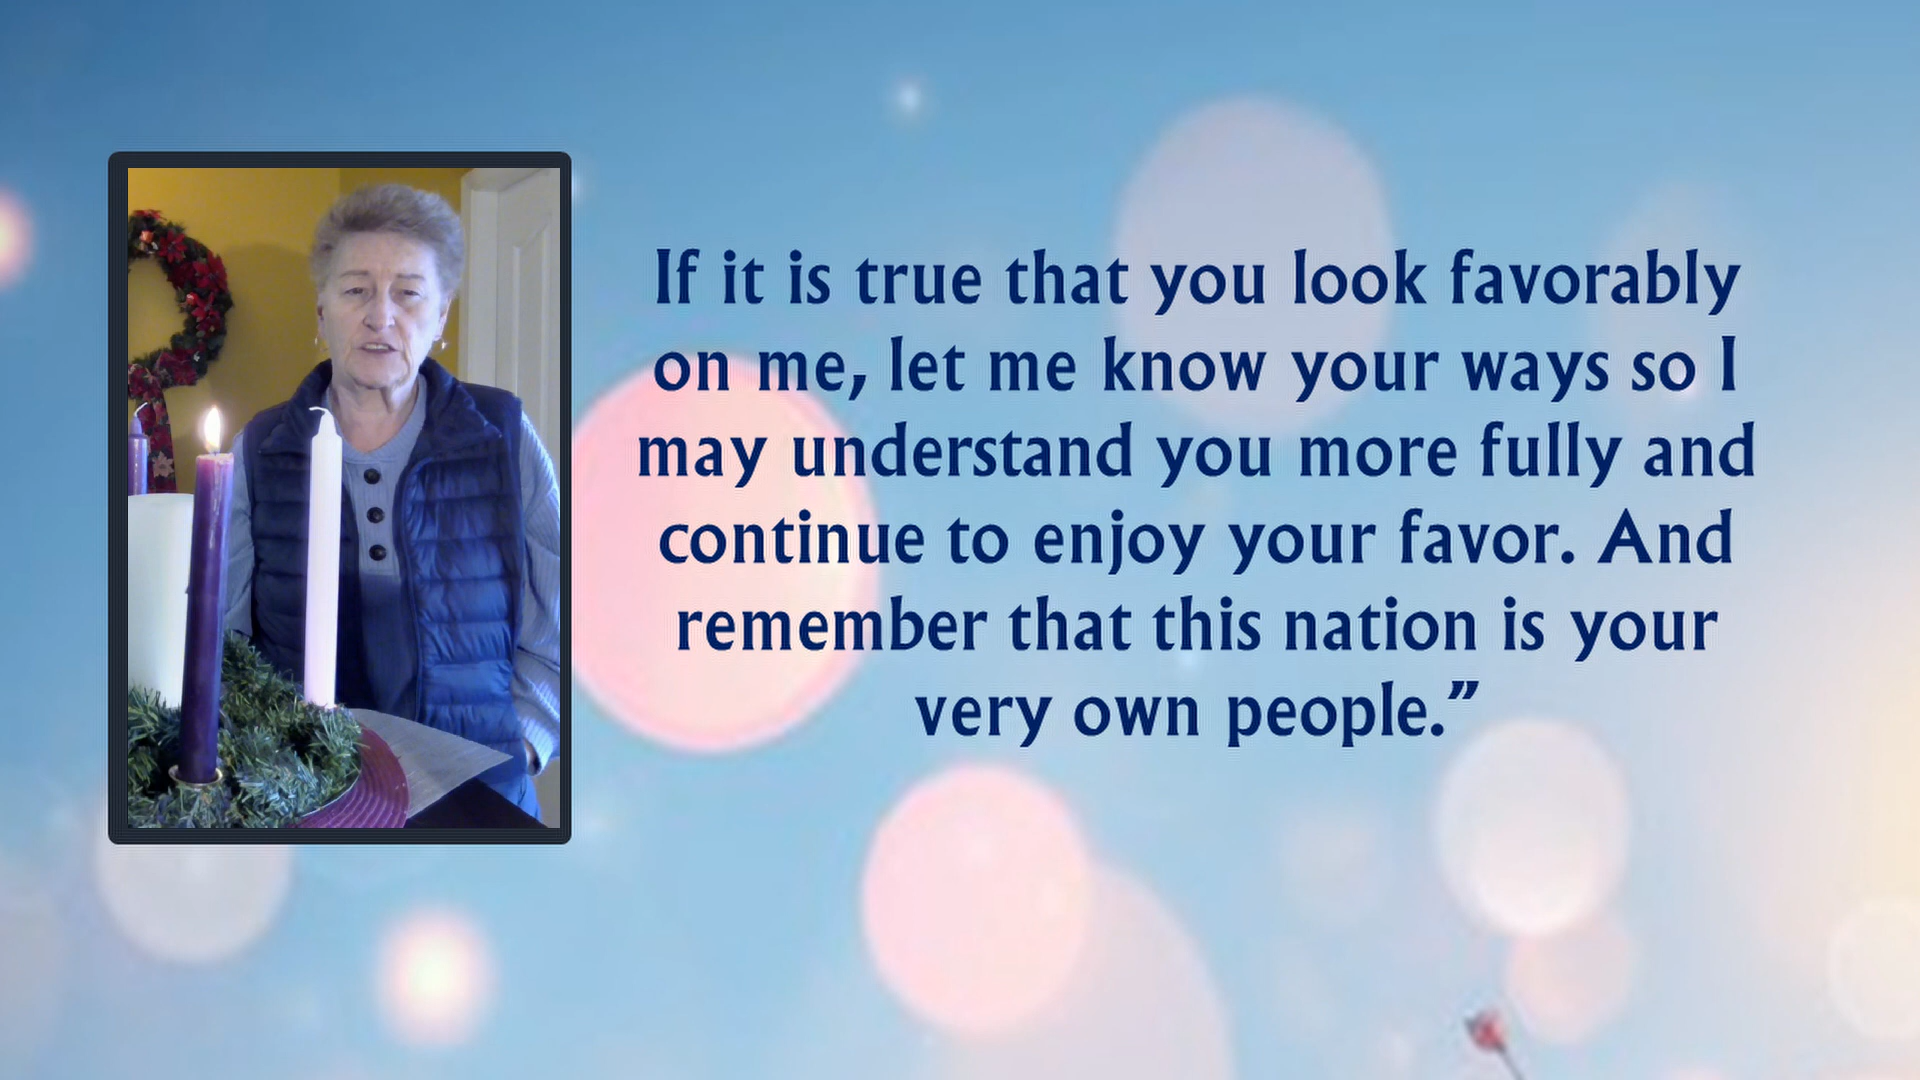 If it is true that you look favorably
on me, let me know your ways so I
may understand you more fully and
continue to enjoy your favor. And
remember that this nation is your
very own people.”